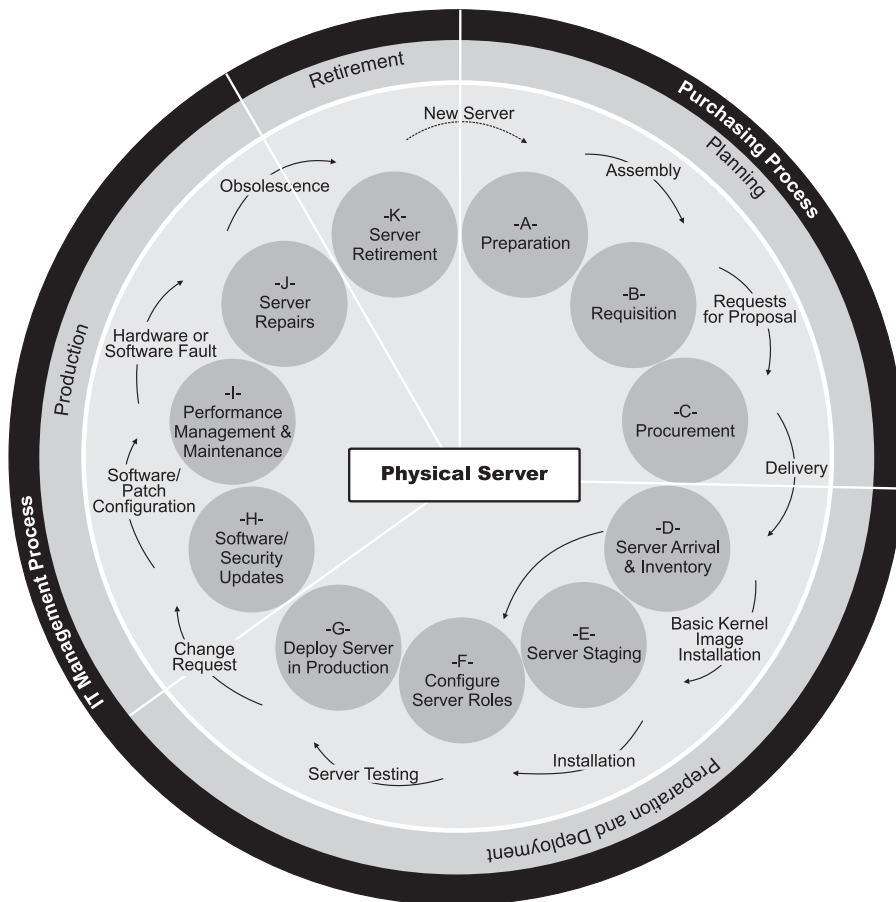 Retirement
Purchasing Process
Planning
New Server
Assembly
Obsolescence
-K-
Server
Retirement
-A-
Preparation
-J-
Server
Repairs
-B-
Requisition
Requests
for Proposal
Hardware or
Software Fault
Production
-I-
Performance
Management &
Maintenance
-C-
Procurement
Physical Server
Delivery
Software/
Patch
Configuration
-H-
Software/
Security
Updates
-D-
Server Arrival
& Inventory
IT Management Process
-G-
Deploy Server
in Production
-F-
Configure
Server Roles
-E-
Server Staging
Basic Kernel
Image
Installation
Change
Request
Server Testing
Installation
Preparation and Deployment